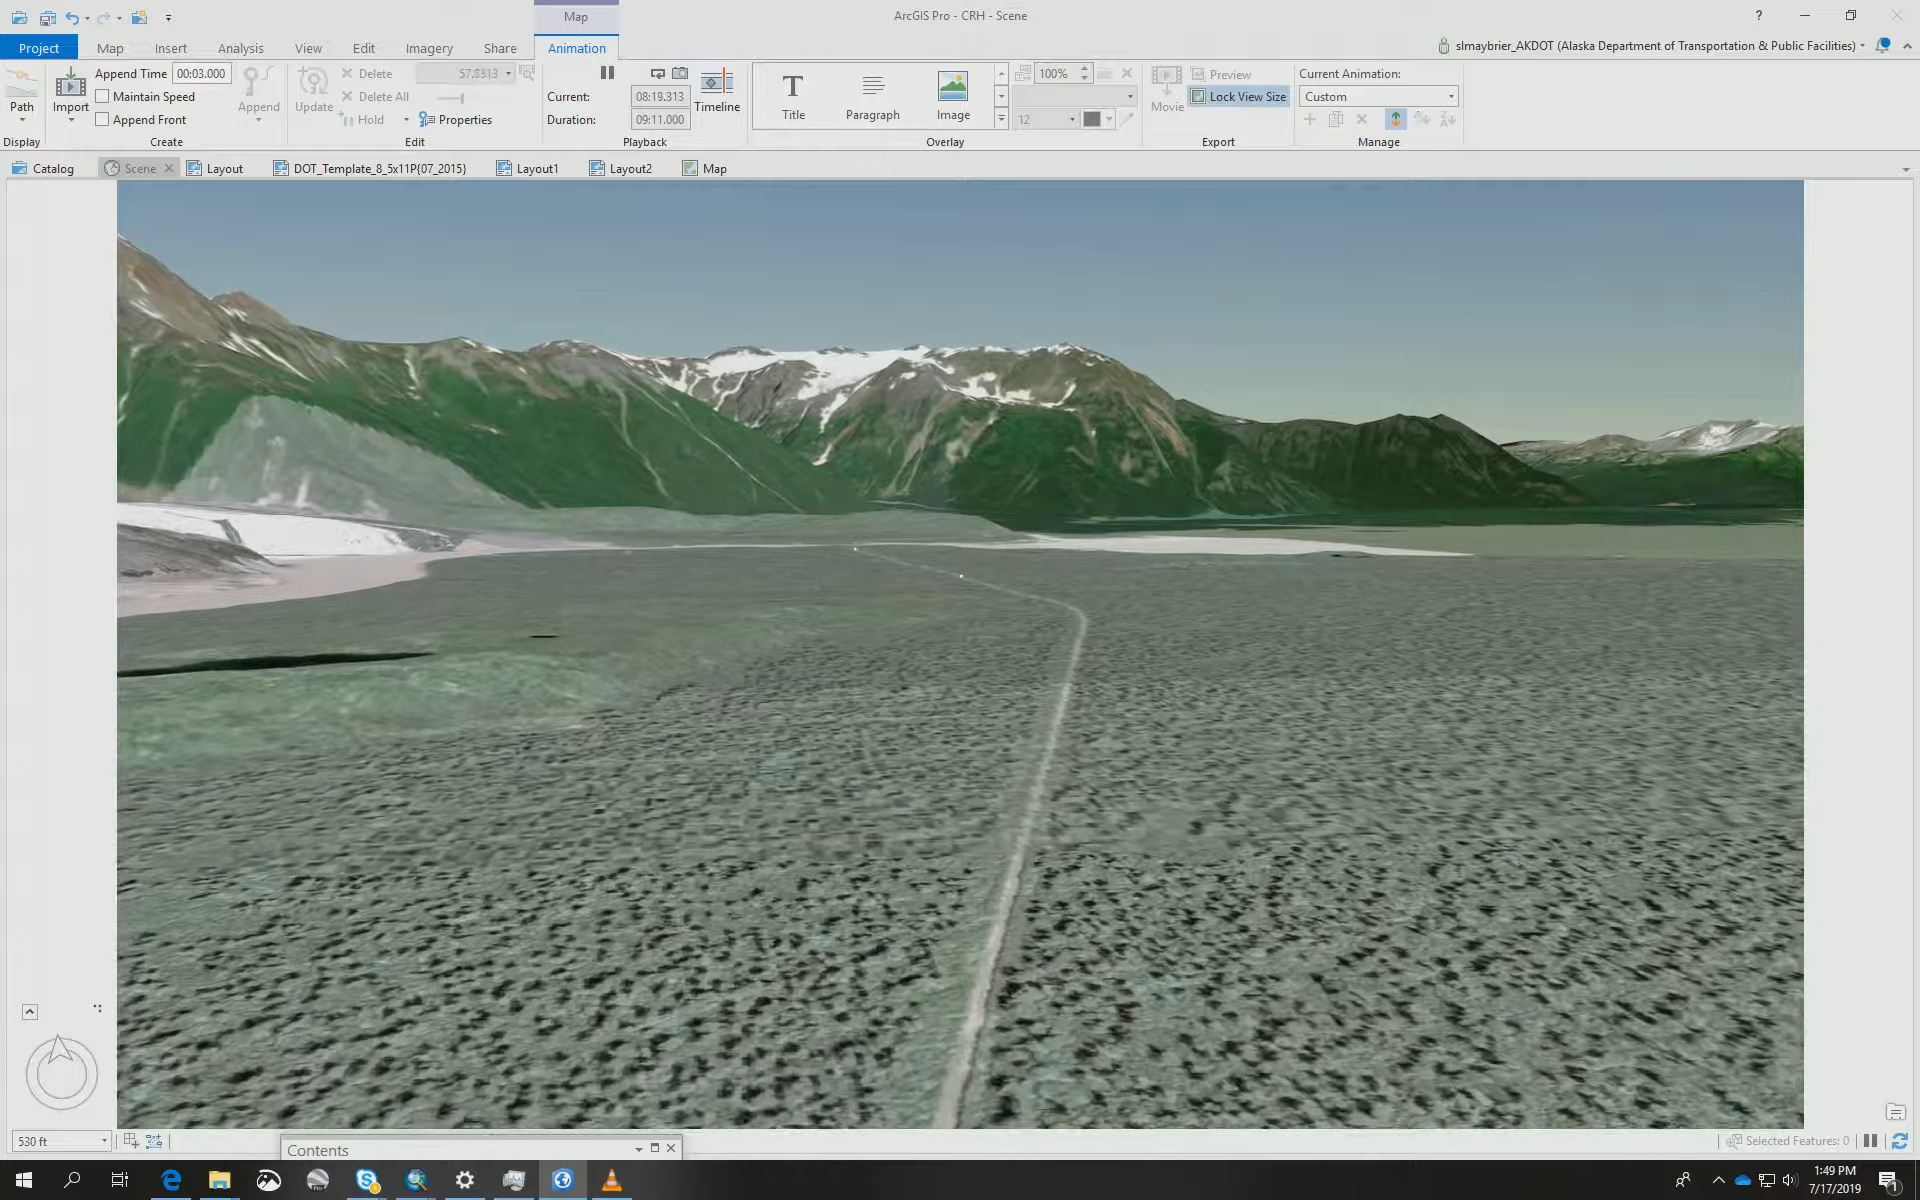 Map
ArcGIS Pro - CRH - Scene
?
Project
Map
Insert
Analysis
View
Edit
Imagery
Share
Animation
slmaybrier_AKDOT (Alaska Department of Transportation & Public Facilities)
Path
Display
Import
Append Time 00:03.000
Maintain Speed
Append Front
Append
Create
Update
Delete
Delete All
Hold
57.8313
Properties
Edit
Current: 08:19.313
Duration: 09:11.000
Timeline
Playback
Title
Paragraph
Image
100%
12
Overlay
Movie
Preview
Lock View Size
Export
Current Animation:
Custom
Manage
Catalog
Scene
Layout
DOT_Template_8_5x11P{07_2015}
Layout1
Layout2
Map
530 ft
Contents
Selected Features: 0
1:49 PM
7/17/2019
1